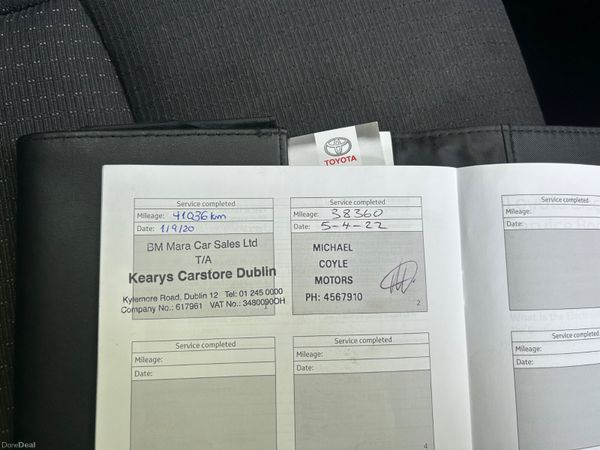 TOYOTA
Service completed
Mileage: 41036 km
Date: 1/9/20
BM Mara Car Sales Ltd
T/A
Kearys Carstore Dublin
Kylemore Road, Dublin 12 Tel: 01 245 0000
Company No.: 617961 VAT No.: 3480090OH
Service completed
Mileage: 38360
Date: 5-4-22
MICHAEL
COYLE
MOTORS
PH: 4567910
2
Service completed
Mileage:
Date:
Service completed
Mileage:
Date:
4
Service completed
Mileage:
Date:
Service completed
Mileage:
Date:
DoneDeal